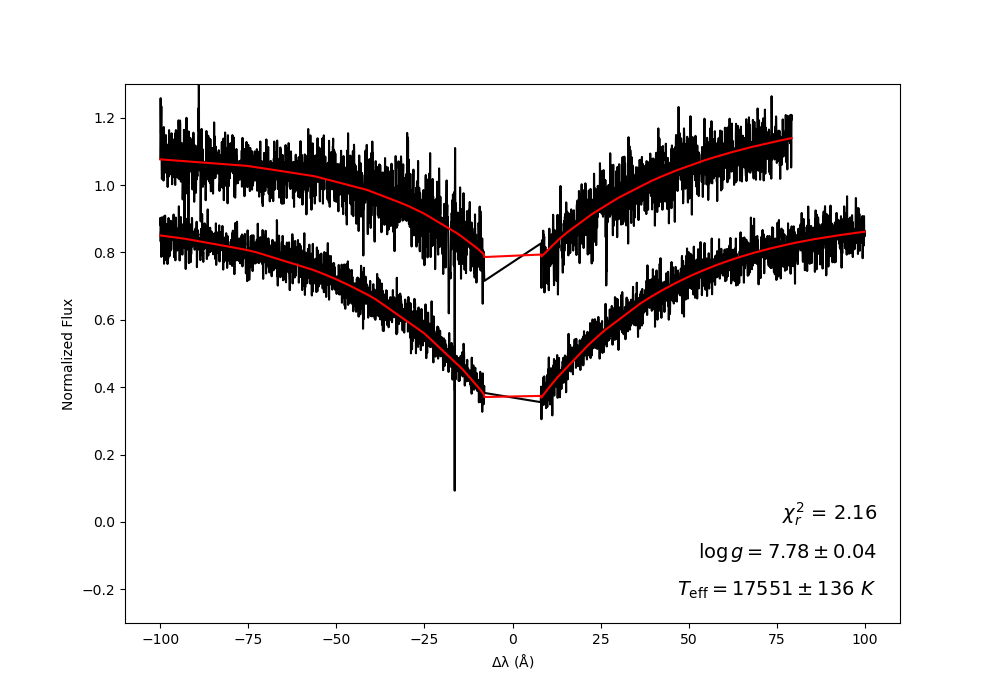 1.2
1.0
0.8
0.6
0.4
0.2
0.0
−0.2
Normalized Flux
χ²ᵣ = 2.16
log g = 7.78 ± 0.04
T_eff = 17551 ± 136 K
−100 −75 −50 −25 0 25 50 75 100
Δλ (Å)